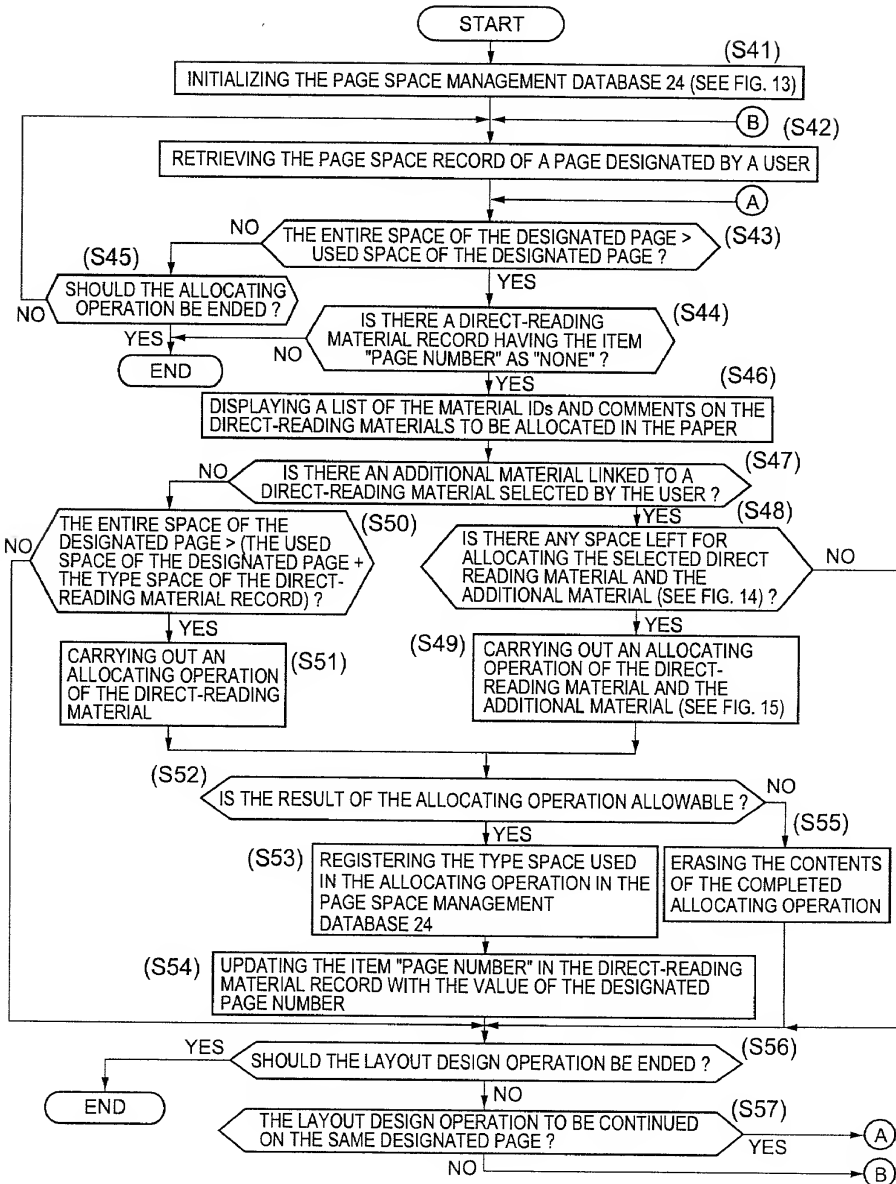 START
(S41)
INITIALIZING THE PAGE SPACE MANAGEMENT DATABASE 24 (SEE FIG. 13)
B
(S42)
RETRIEVING THE PAGE SPACE RECORD OF A PAGE DESIGNATED BY A USER
A
(S43)
NO
THE ENTIRE SPACE OF THE DESIGNATED PAGE >
USED SPACE OF THE DESIGNATED PAGE ?
YES
(S45)
SHOULD THE ALLOCATING
OPERATION BE ENDED ?
NO
YES
END
(S44)
IS THERE A DIRECT-READING
MATERIAL RECORD HAVING THE ITEM
"PAGE NUMBER" AS "NONE" ?
NO
YES
(S46)
DISPLAYING A LIST OF THE MATERIAL IDs AND COMMENTS ON THE
DIRECT-READING MATERIALS TO BE ALLOCATED IN THE PAPER
(S47)
NO
IS THERE AN ADDITIONAL MATERIAL LINKED TO A
DIRECT-READING MATERIAL SELECTED BY THE USER ?
YES
(S50)
NO
THE ENTIRE SPACE OF THE
DESIGNATED PAGE > (THE USED
SPACE OF THE DESIGNATED PAGE +
THE TYPE SPACE OF THE DIRECT-
READING MATERIAL RECORD) ?
YES
(S48)
IS THERE ANY SPACE LEFT FOR
ALLOCATING THE SELECTED DIRECT
READING MATERIAL AND THE
ADDITIONAL MATERIAL (SEE FIG. 14) ?
NO
YES
(S51)
CARRYING OUT AN
ALLOCATING OPERATION
OF THE DIRECT-READING
MATERIAL
(S49)
CARRYING OUT AN ALLOCATING
OPERATION OF THE DIRECT-
READING MATERIAL AND THE
ADDITIONAL MATERIAL (SEE FIG. 15)
(S52)
IS THE RESULT OF THE ALLOCATING OPERATION ALLOWABLE ?
NO
YES
(S53)
REGISTERING THE TYPE SPACE USED
IN THE ALLOCATING OPERATION IN THE
PAGE SPACE MANAGEMENT
DATABASE 24
(S55)
ERASING THE CONTENTS
OF THE COMPLETED
ALLOCATING OPERATION
(S54)
UPDATING THE ITEM "PAGE NUMBER" IN THE DIRECT-READING
MATERIAL RECORD WITH THE VALUE OF THE DESIGNATED
PAGE NUMBER
(S56)
YES
SHOULD THE LAYOUT DESIGN OPERATION BE ENDED ?
END
NO
(S57)
THE LAYOUT DESIGN OPERATION TO BE CONTINUED
ON THE SAME DESIGNATED PAGE ?
YES
A
NO
B